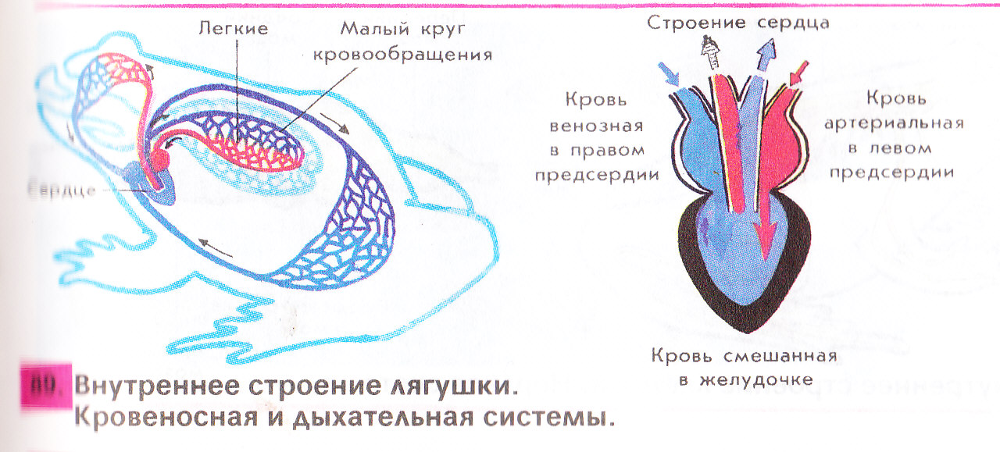 Легкие
Малый круг
кровообращения
Сердце
Строение сердца
Кровь
венозная
в правом
предсердии
Кровь
артериальная
в левом
предсердии
Кровь смешанная
в желудочке
Внутреннее строение лягушки.
Кровеносная и дыхательная системы.